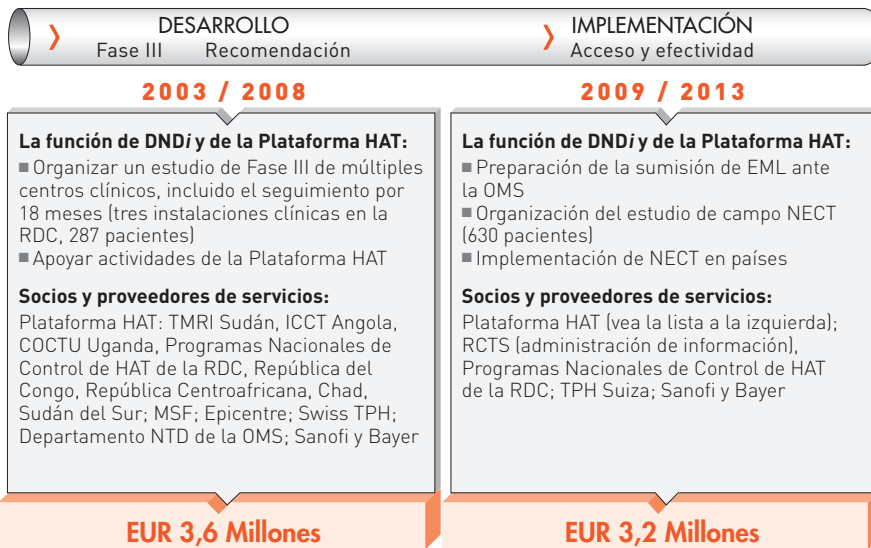 DESARROLLO
Fase III Recomendación
IMPLEMENTACIÓN
Acceso y efectividad
2003 / 2008
La función de DNDi y de la Plataforma HAT:
■ Organizar un estudio de Fase III de múltiples
centros clínicos, incluido el seguimiento por
18 meses (tres instalaciones clínicas en la
RDC, 287 pacientes)
■ Apoyar actividades de la Plataforma HAT
Socios y proveedores de servicios:
Plataforma HAT: TMRI Sudán, ICCT Angola,
COCTU Uganda, Programas Nacionales de
Control de HAT de la RDC, República del
Congo, República Centroafricana, Chad,
Sudán del Sur; MSF; Epicentre; Swiss TPH;
Departamento NTD de la OMS; Sanofi y Bayer
EUR 3,6 Millones
2009 / 2013
La función de DNDi y de la Plataforma HAT:
■ Preparación de la sumisión de EML ante
la OMS
■ Organización del estudio de campo NECT
(630 pacientes)
■ Implementación de NECT en países
Socios y proveedores de servicios:
Plataforma HAT (vea la lista a la izquierda);
RCTS (administración de información),
Programas Nacionales de Control de HAT
de la RDC; TPH Suiza; Sanofi y Bayer
EUR 3,2 Millones